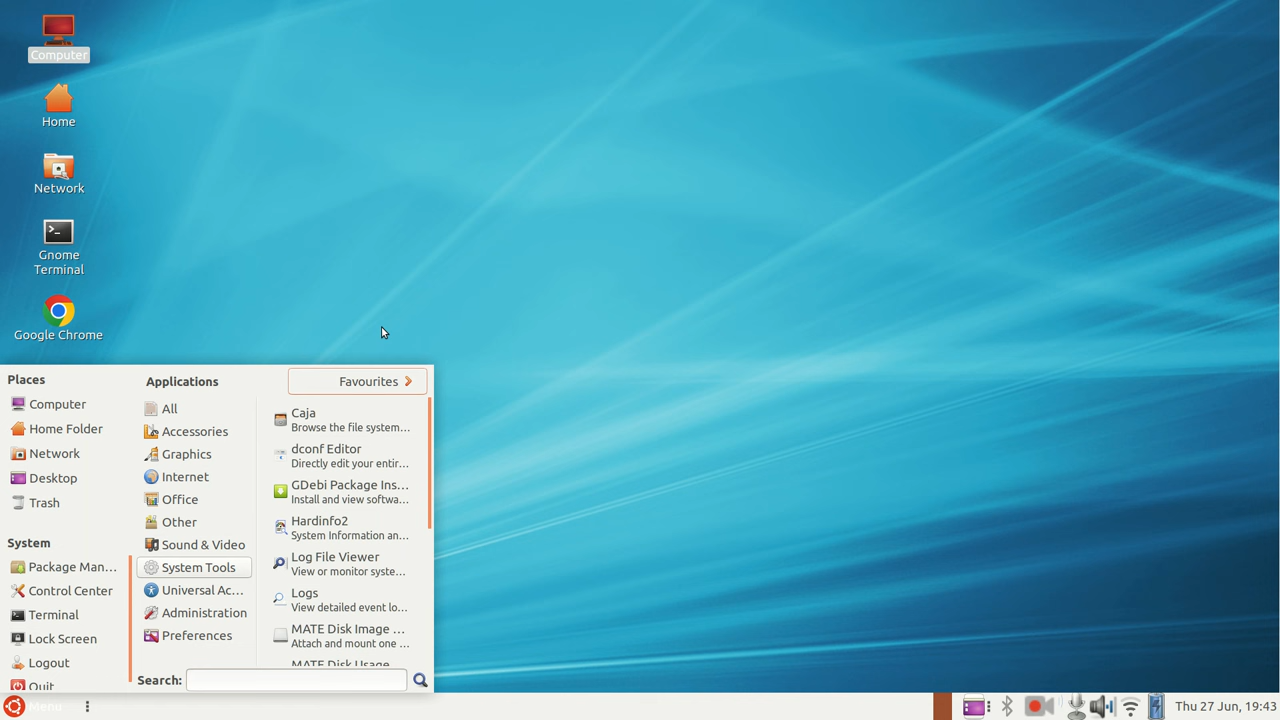 Computer
Home
Network
Gnome
Terminal
Google Chrome
Places
Computer
Home Folder
Network
Desktop
Trash
System
Package Man...
Control Center
Terminal
Lock Screen
Logout
Quit
Applications
All
Accessories
Graphics
Internet
Office
Other
Sound & Video
System Tools
Universal Ac...
Administration
Preferences
Favourites
Caja
Browse the file system...
dconf Editor
Directly edit your entir...
GDebi Package Ins...
Install and view softwa...
Hardinfo2
System Information an...
Log File Viewer
View or monitor syste...
Logs
View detailed event lo...
MATE Disk Image ...
Attach and mount one ...
MATE Disk Usage
Search:
Menu
Thu 27 Jun, 19:43